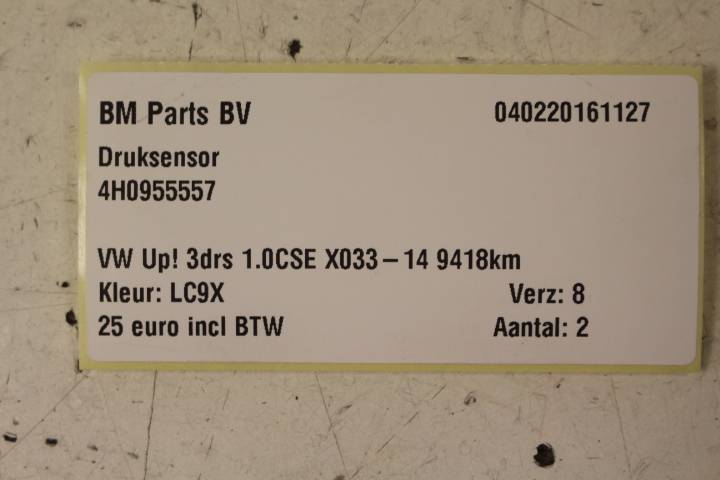 BM Parts BV 040220161127
Druksensor
4H0955557
VW Up! 3drs 1.0CSE X033-14 9418km
Kleur: LC9X Verz: 8
25 euro incl BTW Aantal: 2